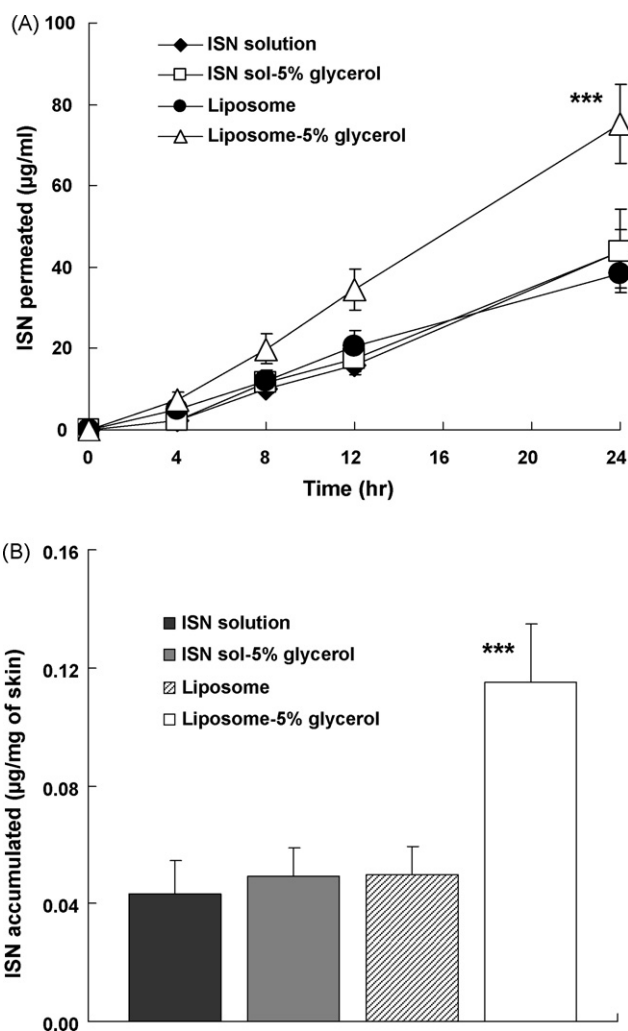 (A)
100
80
60
40
20
0
ISN permeated (µg/ml)
ISN solution
ISN sol-5% glycerol
Liposome
Liposome-5% glycerol
***
0 4 8 12 16 20 24
Time (hr)
(B)
0.16
0.12
0.08
0.04
0.00
ISN accumulated (µg/mg of skin)
ISN solution
ISN sol-5% glycerol
Liposome
Liposome-5% glycerol
***